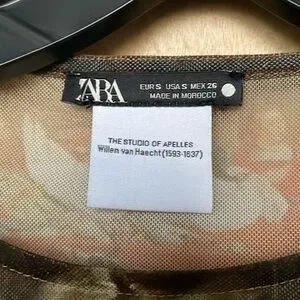 ZARA
EUR S USA S MEX 26
MADE IN MOROCCO
THE STUDIO OF APELLES
Willem van Haecht (1593-1637)